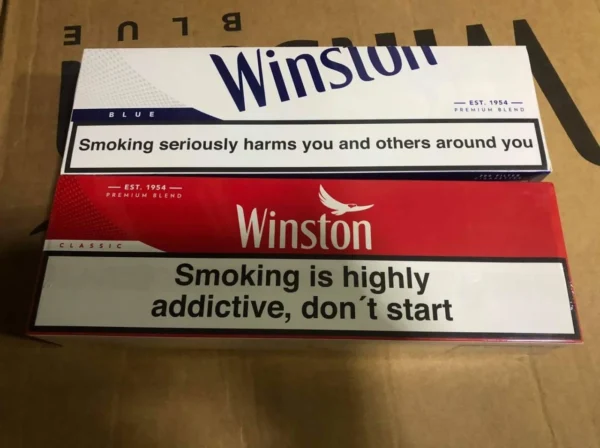 BLUE
Winston
EST. 1954
PREMIUM BLEND
BLUE
Smoking seriously harms you and others around you
EST. 1954
PREMIUM BLEND
Winston
CLASSIC
Smoking is highly
addictive, don´t start